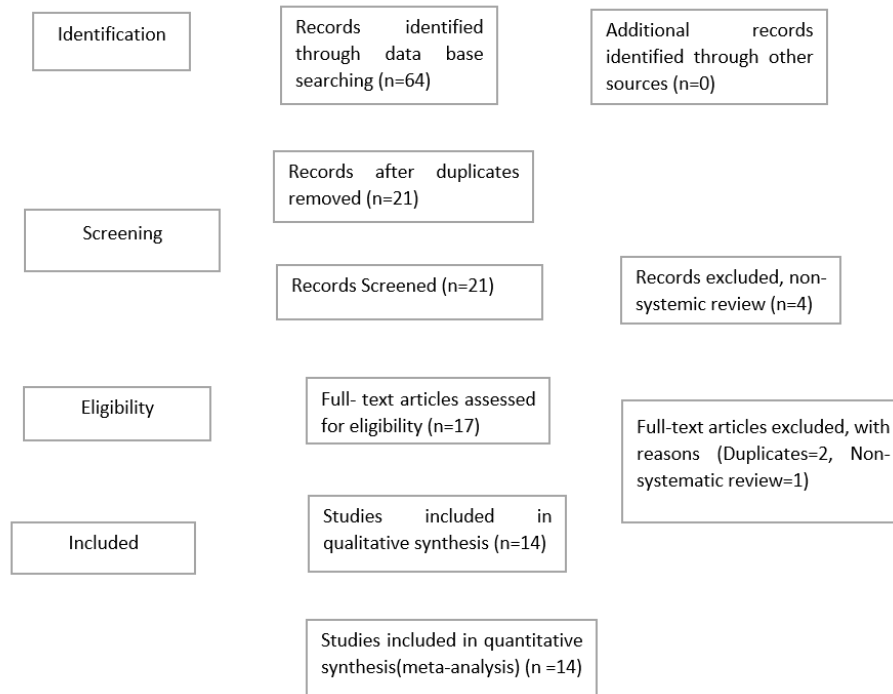 Identification
Records identified
through data base
searching (n=64)
Additional records
identified through other
sources (n=0)
Records after duplicates
removed (n=21)
Screening
Records Screened (n=21)
Records excluded, non-
systemic review (n=4)
Eligibility
Full- text articles assessed
for eligibility (n=17)
Full-text articles excluded, with
reasons (Duplicates=2, Non-
systematic review=1)
Included
Studies included in
qualitative synthesis (n=14)
Studies included in quantitative
synthesis(meta-analysis) (n =14)